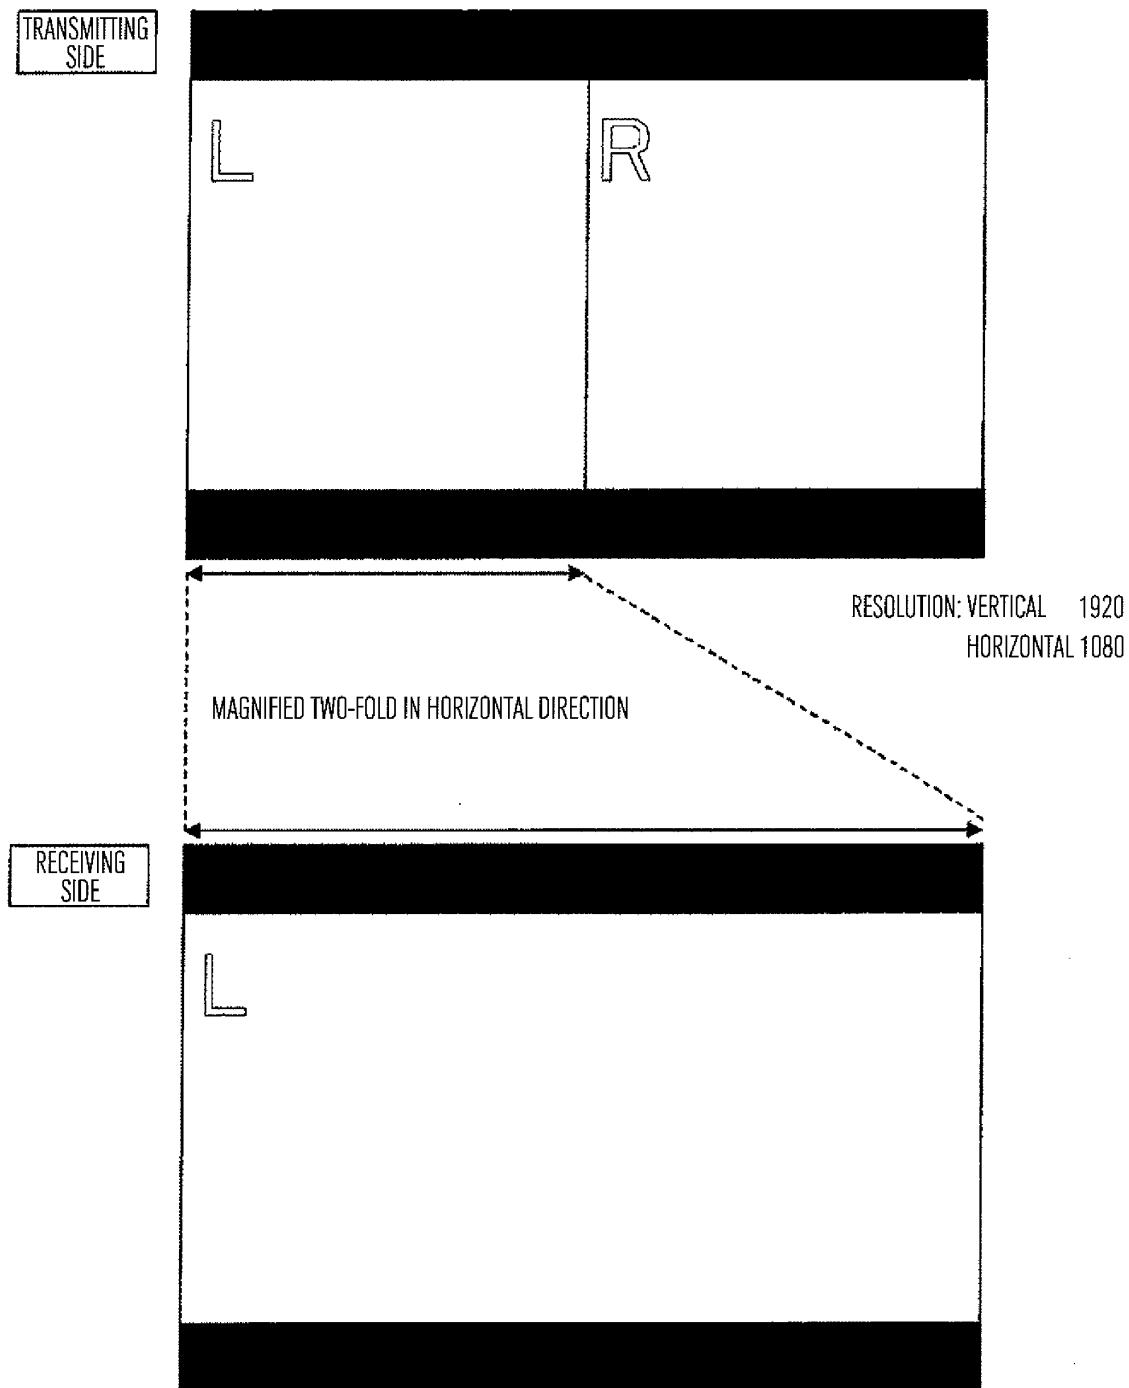 TRANSMITTING
SIDE
L
R
RESOLUTION: VERTICAL 1920
HORIZONTAL 1080
MAGNIFIED TWO-FOLD IN HORIZONTAL DIRECTION
RECEIVING
SIDE
L